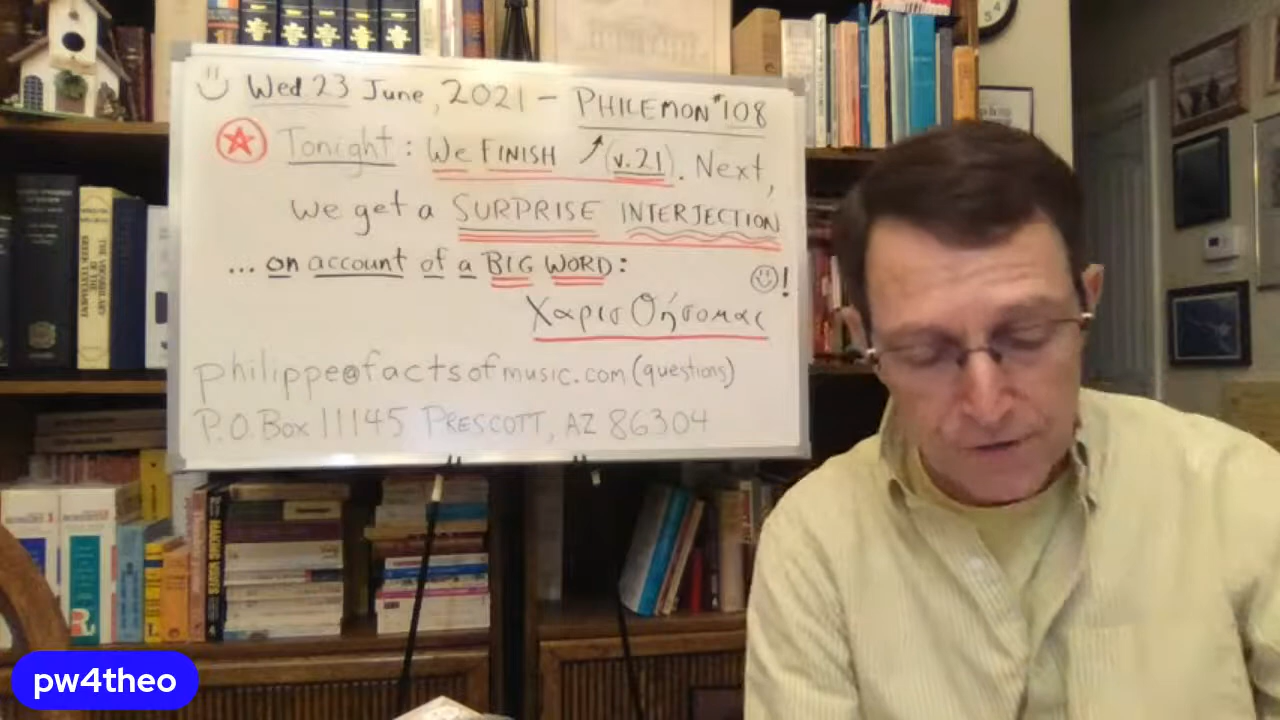 Wed 23 June, 2021 - PHILEMON #108
Tonight: We FINISH (v.21). Next,
we get a SURPRISE INTERJECTION
... on account of a BIG WORD:
Χαρισθήσομαι
philippe@factsofmusic.com (questions)
P.O. Box 11145 PRESCOTT, AZ 86304
pw4theo